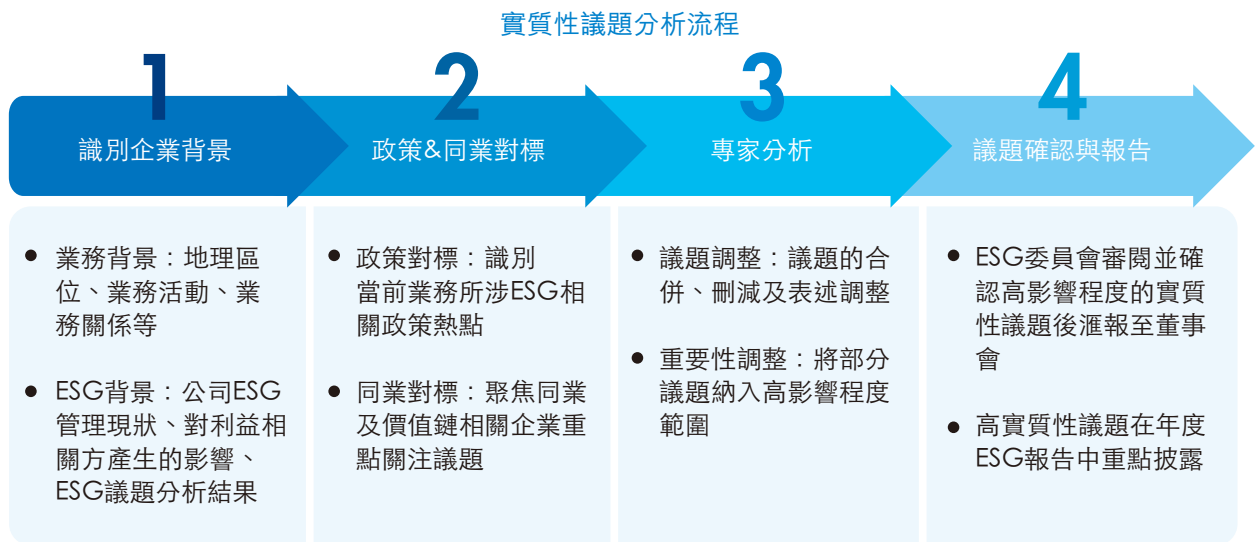 實質性議題分析流程
1
識別企業背景
2
政策&同業對標
3
專家分析
4
議題確認與報告
● 業務背景：地理區
位、業務活動、業
務關係等
● ESG背景：公司ESG
管理現狀、對利益相
關方產生的影響、
ESG議題分析結果
● 政策對標：識別
當前業務所涉ESG相
關政策熱點
● 同業對標：聚焦同業
及價值鏈相關企業重
點關注議題
● 議題調整：議題的合
併、刪減及表述調整
● 重要性調整：將部分
議題納入高影響程度
範圍
● ESG委員會審閱並確
認高影響程度的實質
性議題後滙報至董事
會
● 高實質性議題在年度
ESG報告中重點披露